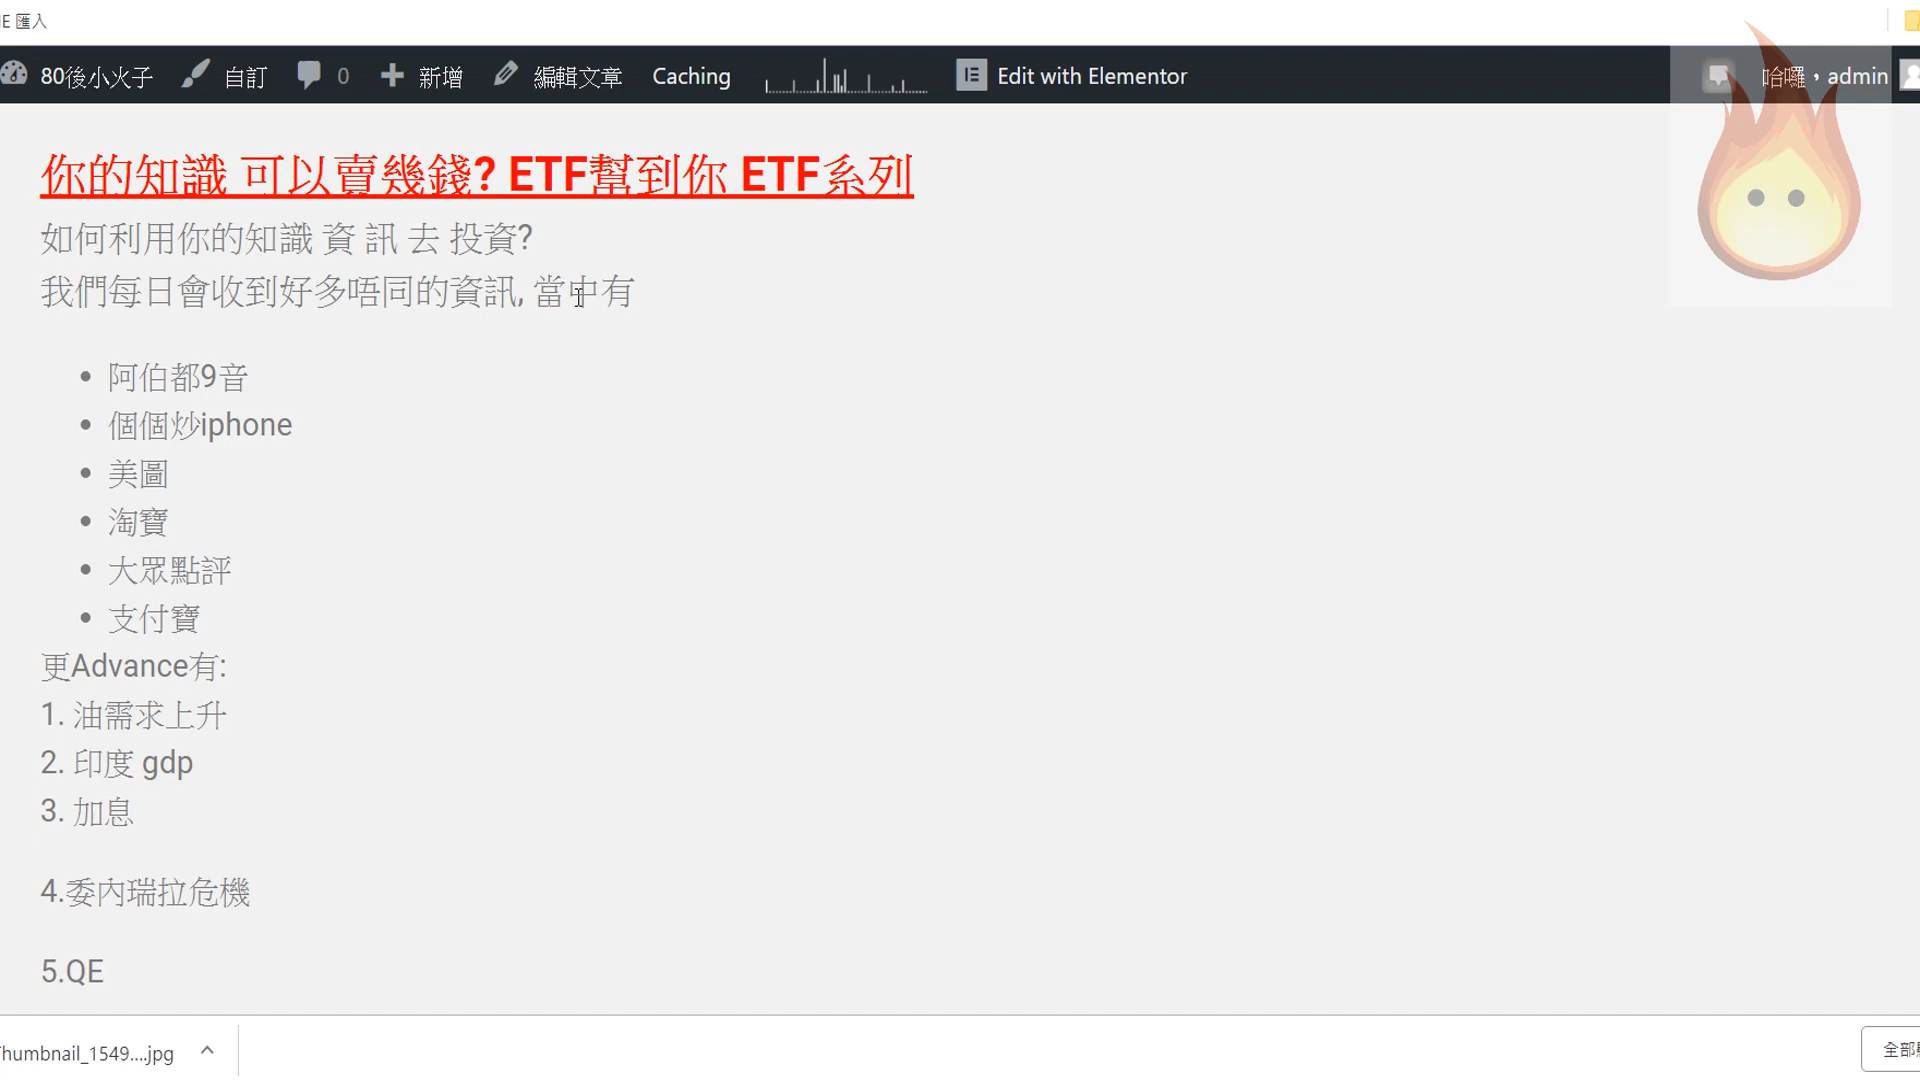 E 匯入
80後小火子 自訂 0 新增 編輯文章 Caching Edit with Elementor 哈囉，admin
你的知識 可以賣幾錢? ETF幫到你 ETF系列
如何利用你的知識 資 訊 去 投資?
我們每日會收到好多唔同的資訊, 當中有
阿伯都9音
個個炒iphone
美圖
淘寶
大眾點評
支付寶
更Advance有:
1. 油需求上升
2. 印度 gdp
3. 加息
4.委內瑞拉危機
5.QE
humbnail_1549....jpg
全部